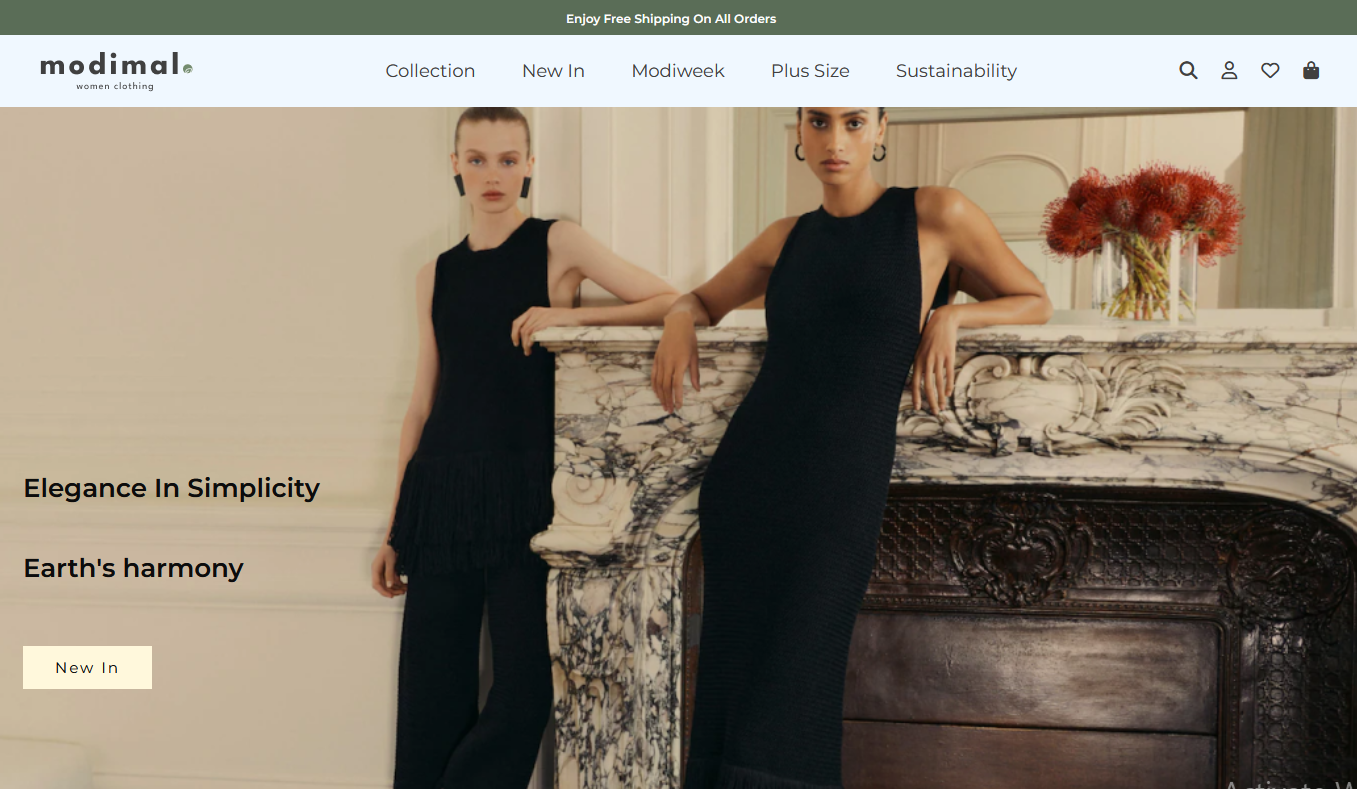 Enjoy Free Shipping On All Orders
modimal
women clothing
Collection
New In
Modiweek
Plus Size
Sustainability
Elegance In Simplicity
Earth's harmony
New In